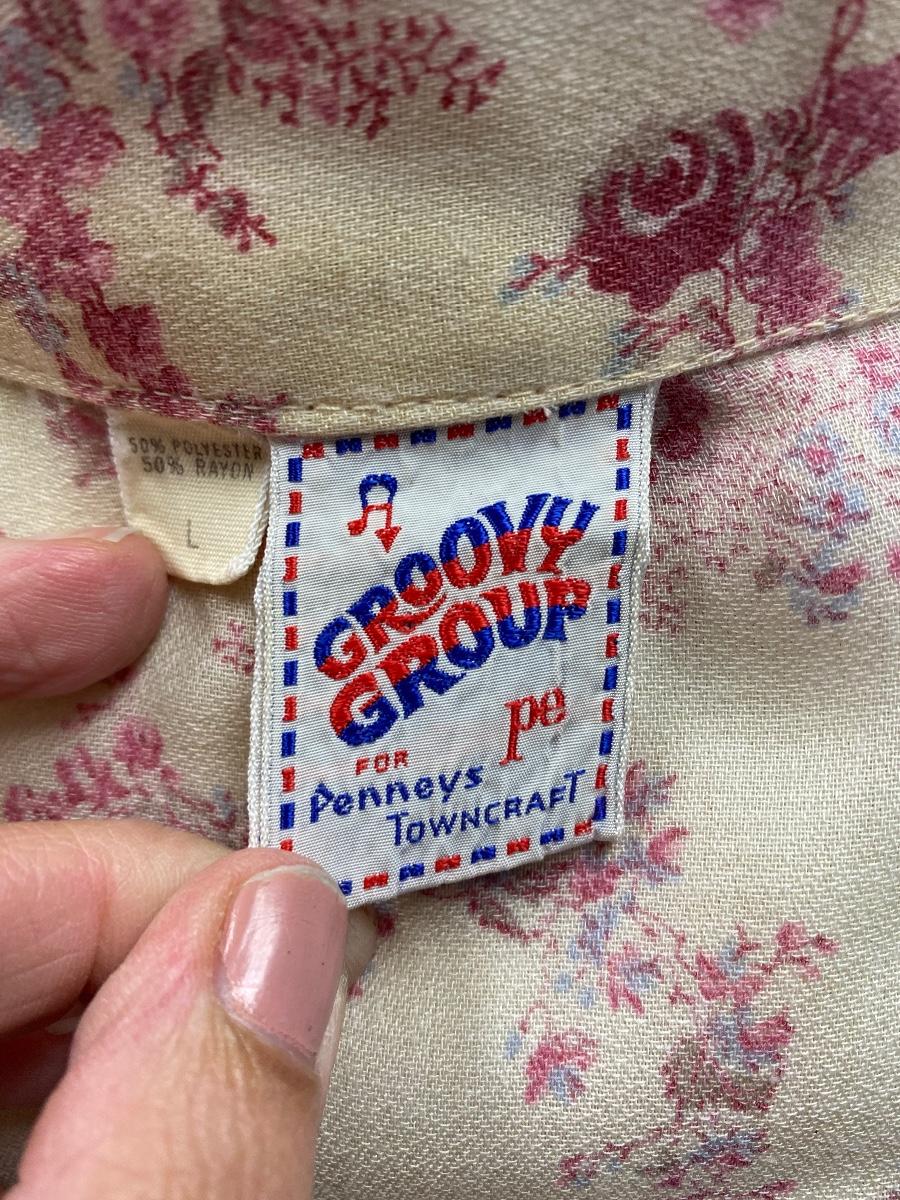 50% POLYESTER
50% RAYON
L
GROOVY
GROUP
pe
FOR
Penneys
TOWNCRAFT